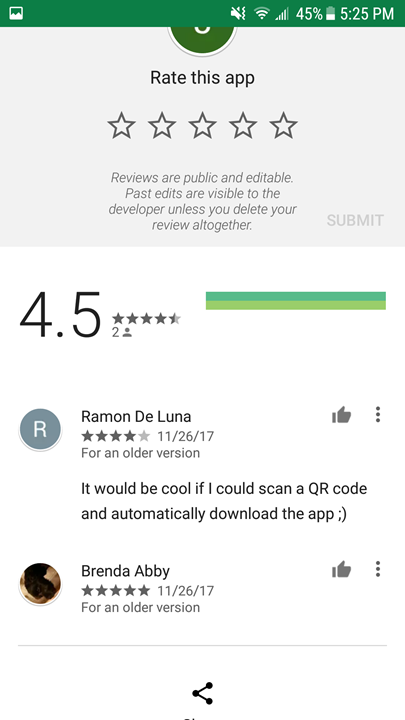 45% 5:25 PM
Rate this app
Reviews are public and editable.
Past edits are visible to the
developer unless you delete your
review altogether.
SUBMIT
4.5
2
Ramon De Luna
11/26/17
For an older version
It would be cool if I could scan a QR code
and automatically download the app ;)
Brenda Abby
11/26/17
For an older version
R